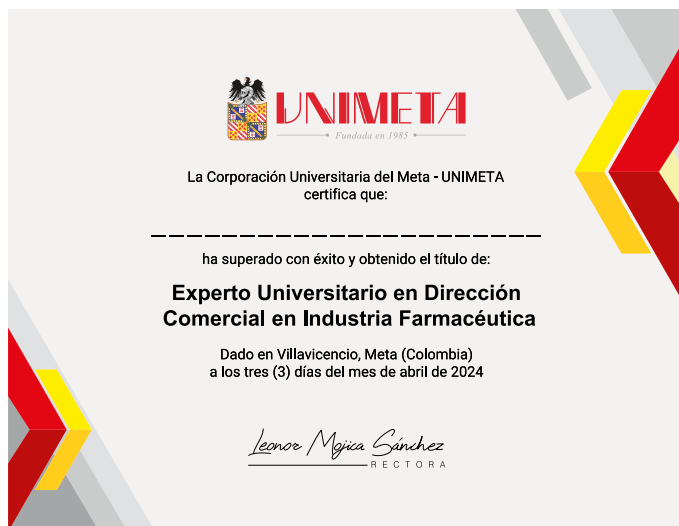 UNIMETA
Fundada en 1985
La Corporación Universitaria del Meta - UNIMETA
certifica que:
ha superado con éxito y obtenido el título de:
Experto Universitario en Dirección
Comercial en Industria Farmacéutica
Dado en Villavicencio, Meta (Colombia)
a los tres (3) días del mes de abril de 2024
Leonor Mojica Sánchez
RECTORA